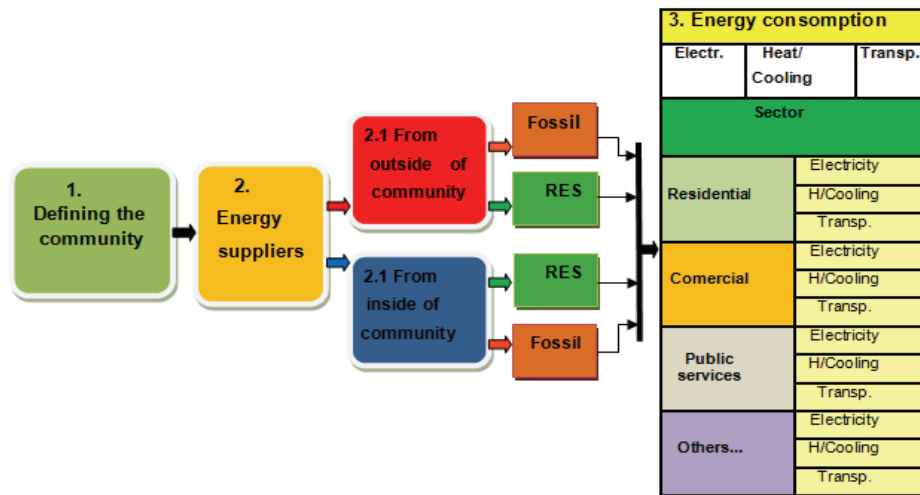 1.
Defining the
community
2.
Energy
suppliers
2.1 From
outside of
community
2.1 From
inside of
community
Fossil
RES
RES
Fossil
3. Energy consomption
Electr.
Heat/
Cooling
Transp.
Sector
Residential
Electricity
H/Cooling
Transp.
Comercial
Electricity
H/Cooling
Transp.
Public
services
Electricity
H/Cooling
Transp.
Others...
Electricity
H/Cooling
Transp.